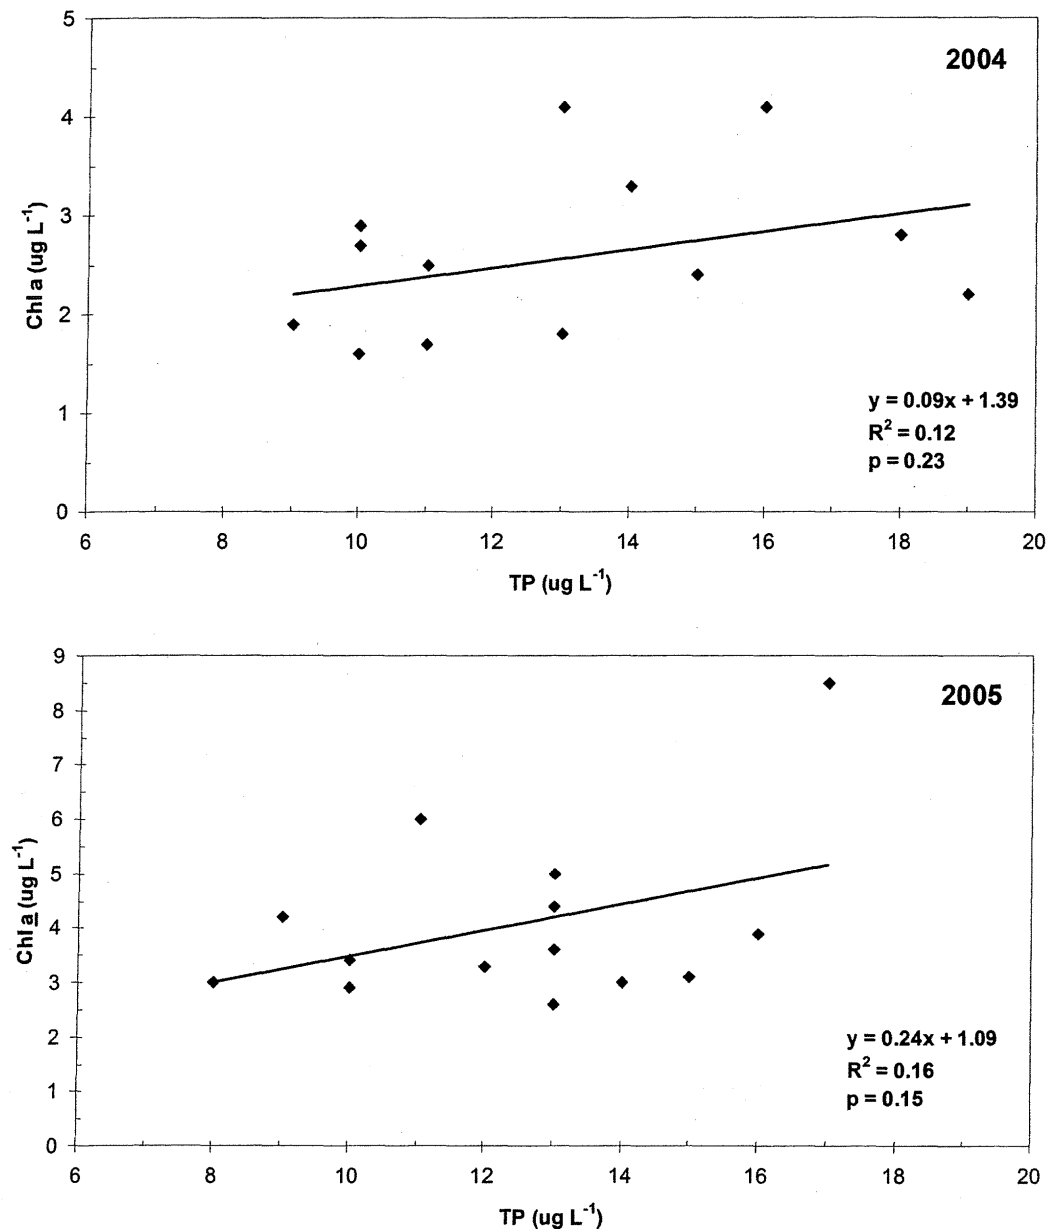 5
2004
4
3
Chl a (ug L-1)
2
1
y = 0.09x + 1.39
R2 = 0.12
p = 0.23
0
6 8 10 12 14 16 18 20
TP (ug L-1)
9
2005
8
7
6
5
Chl a (ug L-1)
4
3
2
y = 0.24x + 1.09
R2 = 0.16
1
p = 0.15
0
6 8 10 12 14 16 18 20
TP (ug L-1)